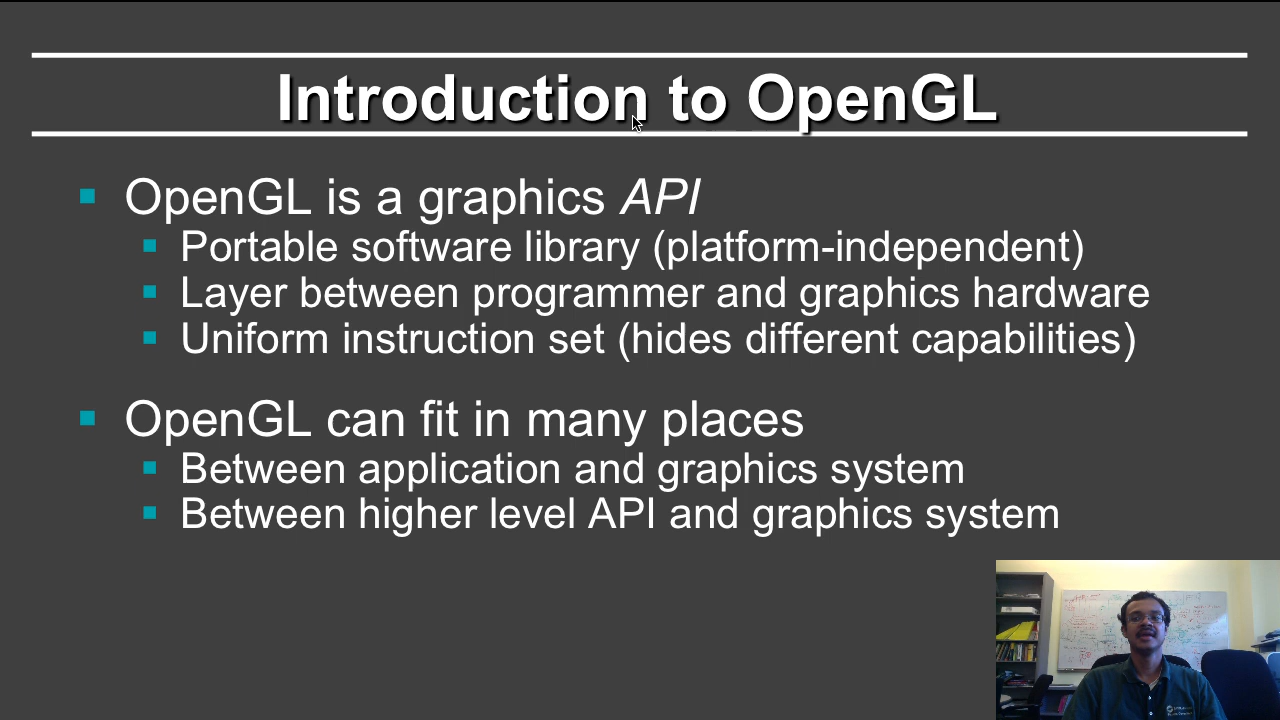 Introduction to OpenGL
OpenGL is a graphics API
Portable software library (platform-independent)
Layer between programmer and graphics hardware
Uniform instruction set (hides different capabilities)
OpenGL can fit in many places
Between application and graphics system
Between higher level API and graphics system